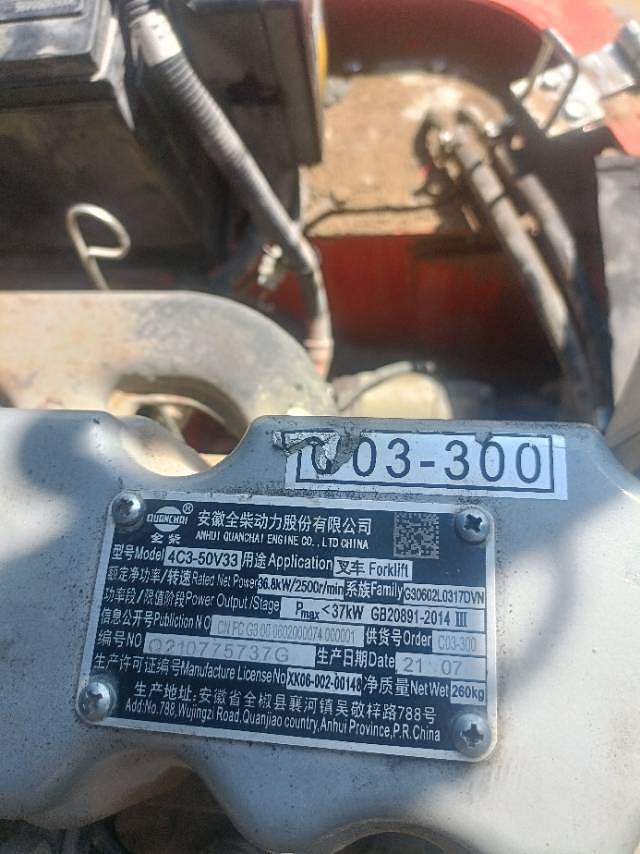 C03-300
QUANCHAI ®
全柴
安徽全柴动力股份有限公司
ANHUI QUANCHAI ENGINE CO., LTD CHINA
型号Model 4C3-50V33 用途Application 叉车 Forklift
额定净功率/转速Rated Net Power 36.8kW/2500r/min 系族Family G30602L0317DVN
功率段/限值阶段Power Output/Stage Pmax<37kW GB20891-2014 III
信息公开号Publiction NO CN FC G3 00 0602000074 000001 供货号Order C03-300
编号NO Q210775737G 生产日期Date 21 07
生产许可证编号Manufacture License No XK06-002-00148 净质量Net Wet 260kg
生产地址:安徽省全椒县襄河镇吴敬梓路788号
Add:No.788,Wujingzi Road,Quanjiao country,Anhui Province,P.R.China